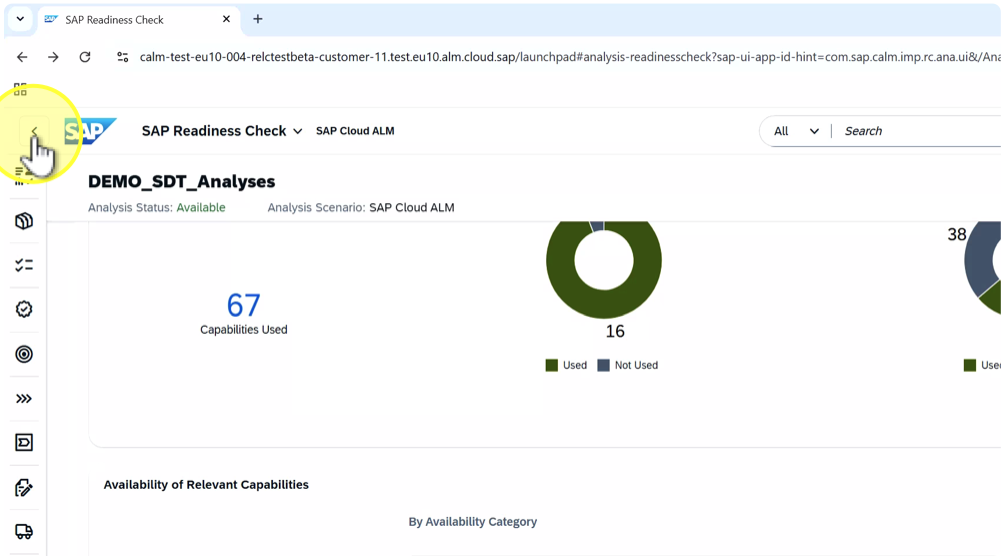 SAP Readiness Check
calm-test-eu10-004-relctestbeta-customer-11.test.eu10.alm.cloud.sap/launchpad#analysis-readinesscheck?sap-ui-app-id-hint=com.sap.calm.imp.rc.ana.ui&/Ana
SAP SAP Readiness Check SAP Cloud ALM All Search
DEMO_SDT_Analyses
Analysis Status: Available Analysis Scenario: SAP Cloud ALM
38
67
Capabilities Used
16
Used Not Used Used
Availability of Relevant Capabilities
By Availability Category